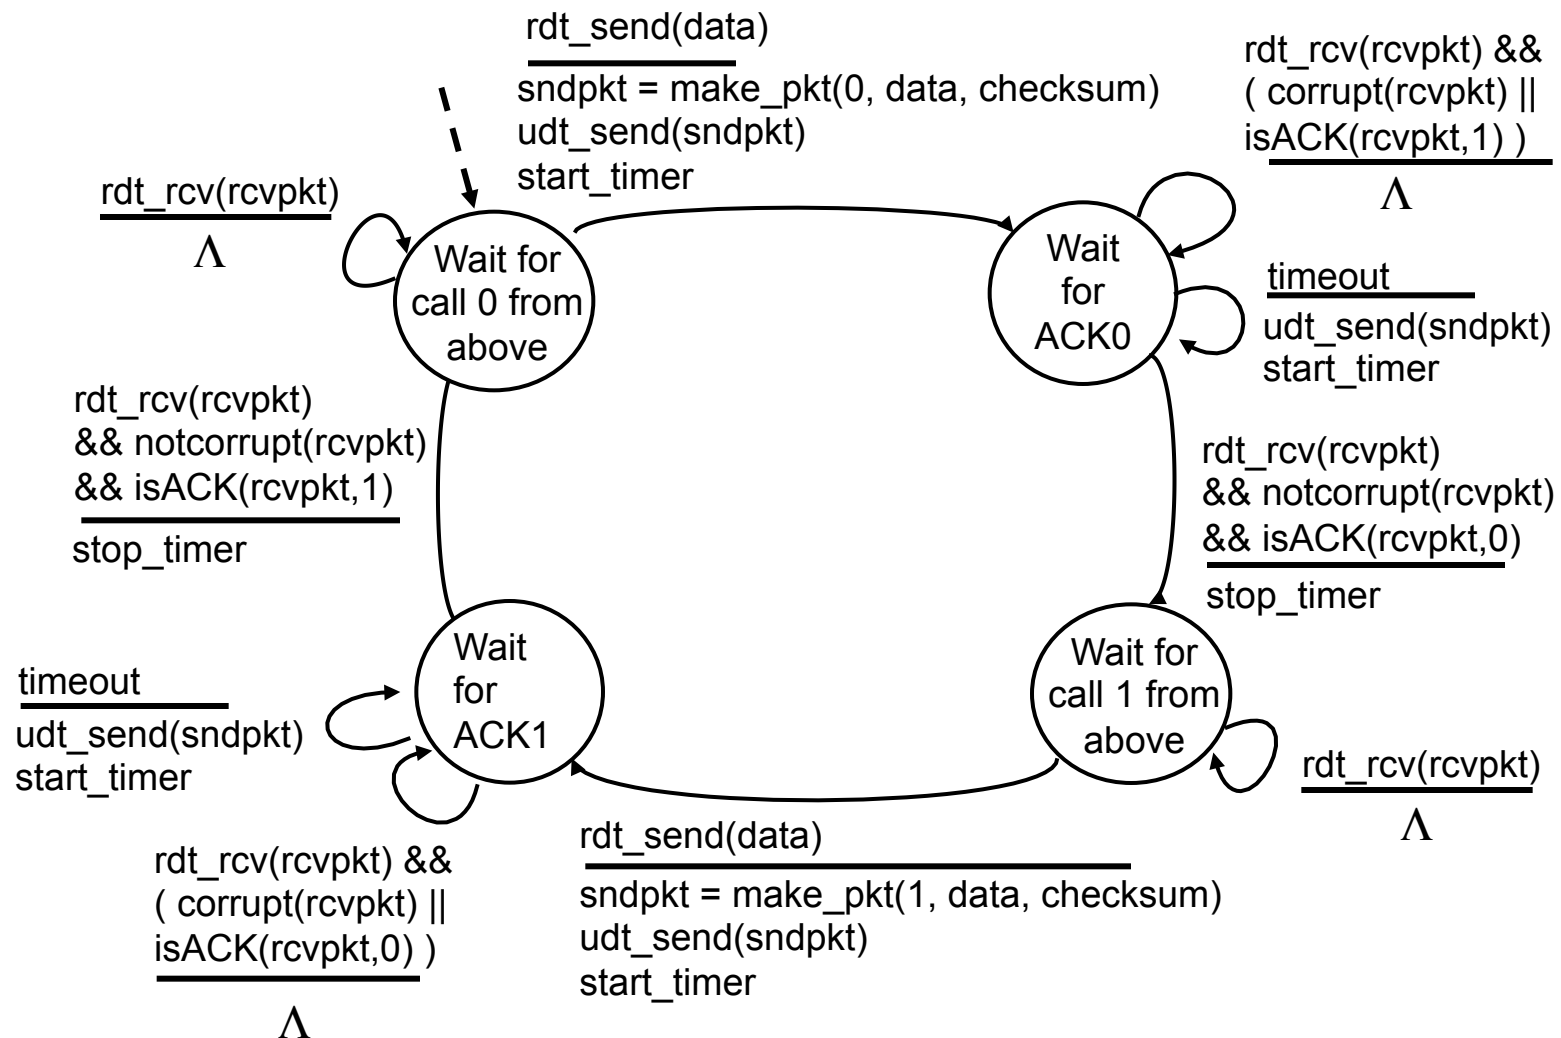 rdt_send(data)
sndpkt = make_pkt(0, data, checksum)
udt_send(sndpkt)
start_timer
rdt_rcv(rcvpkt) &&
( corrupt(rcvpkt) ||
isACK(rcvpkt,1) )
Λ
rdt_rcv(rcvpkt)
Λ
Wait for
call 0 from
above
Wait
for
ACK0
timeout
udt_send(sndpkt)
start_timer
rdt_rcv(rcvpkt)
&& notcorrupt(rcvpkt)
&& isACK(rcvpkt,1)
stop_timer
rdt_rcv(rcvpkt)
&& notcorrupt(rcvpkt)
&& isACK(rcvpkt,0)
stop_timer
Wait
for
ACK1
Wait for
call 1 from
above
timeout
udt_send(sndpkt)
start_timer
rdt_rcv(rcvpkt)
Λ
rdt_rcv(rcvpkt) &&
( corrupt(rcvpkt) ||
isACK(rcvpkt,0) )
Λ
rdt_send(data)
sndpkt = make_pkt(1, data, checksum)
udt_send(sndpkt)
start_timer